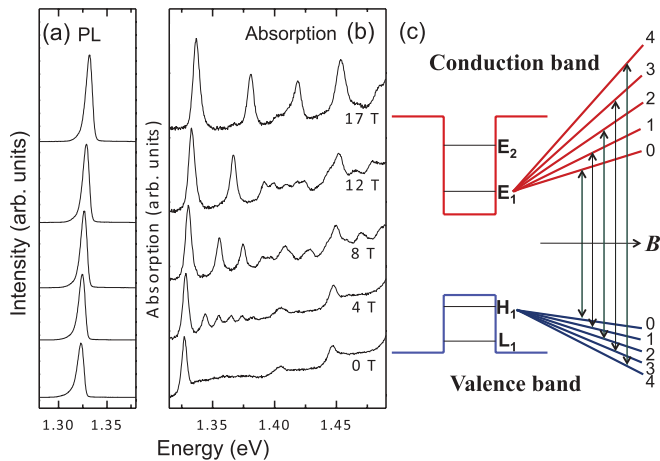 (a) PL
Absorption (b)
(c)
Intensity (arb. units)
Absorption (arb. units)
17 T
12 T
8 T
4 T
0 T
1.30 1.35
1.35 1.40 1.45
Energy (eV)
Conduction band
E2
E1
4
3
2
1
0
B
H1
L1
0
1
2
3
4
Valence band